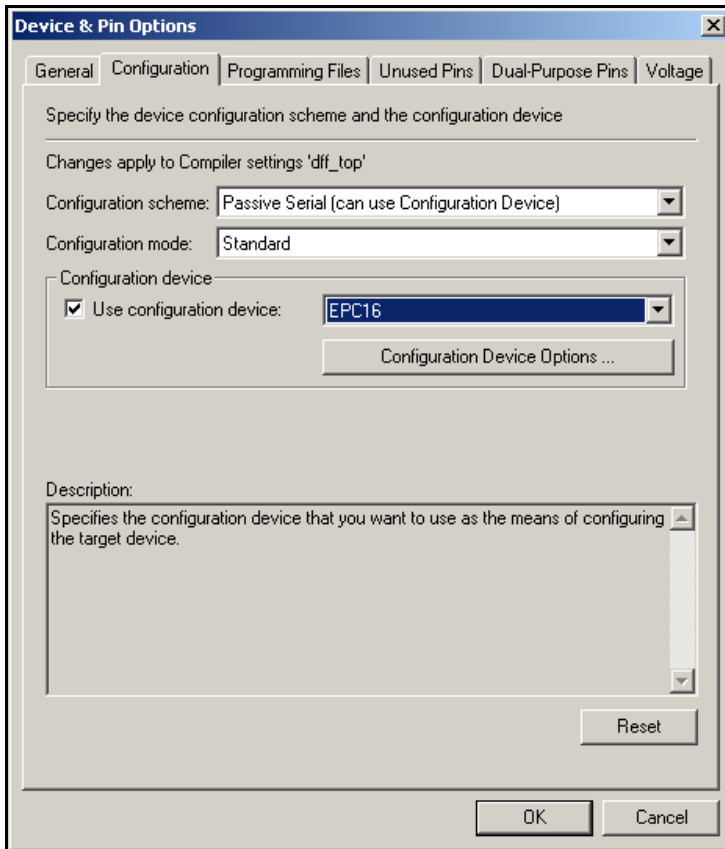 Device & Pin Options
General Configuration Programming Files Unused Pins Dual-Purpose Pins Voltage
Specify the device configuration scheme and the configuration device
Changes apply to Compiler settings 'dff_top'
Configuration scheme: Passive Serial (can use Configuration Device)
Configuration mode: Standard
Configuration device
Use configuration device: EPC16
Configuration Device Options ...
Description:
Specifies the configuration device that you want to use as the means of configuring
the target device.
Reset
OK Cancel